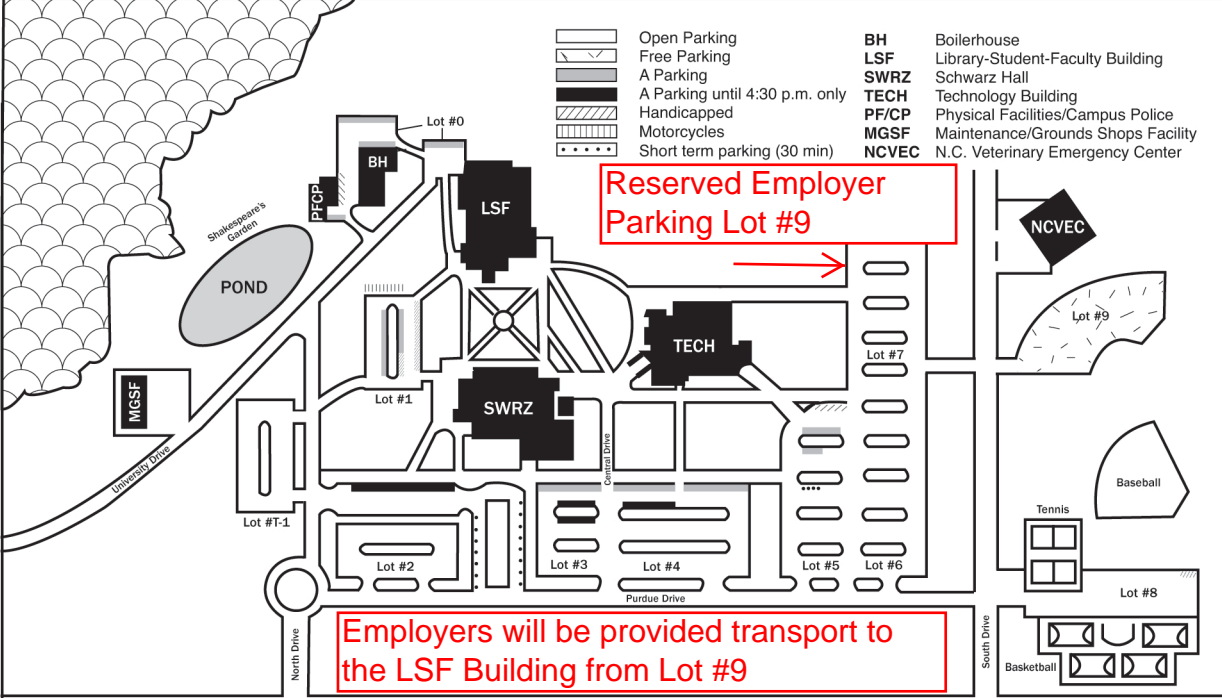 Open Parking
Free Parking
A Parking
A Parking until 4:30 p.m. only
Handicapped
Motorcycles
Short term parking (30 min)
BH Boilerhouse
LSF Library-Student-Faculty Building
SWRZ Schwarz Hall
TECH Technology Building
PF/CP Physical Facilities/Campus Police
MGSF Maintenance/Grounds Shops Facility
NCVEC N.C. Veterinary Emergency Center
Reserved Employer
Parking Lot #9
Lot #0
BH
PFCP
LSF
NCVEC
Shakespeare's
Garden
POND
Lot #9
TECH
Lot #7
MGSF
Lot #1
SWRZ
Central Drive
University Drive
Baseball
Lot #T-1
Tennis
Lot #2
Lot #3
Lot #4
Lot #5
Lot #6
Lot #8
Purdue Drive
North Drive
South Drive
Basketball
Employers will be provided transport to
the LSF Building from Lot #9